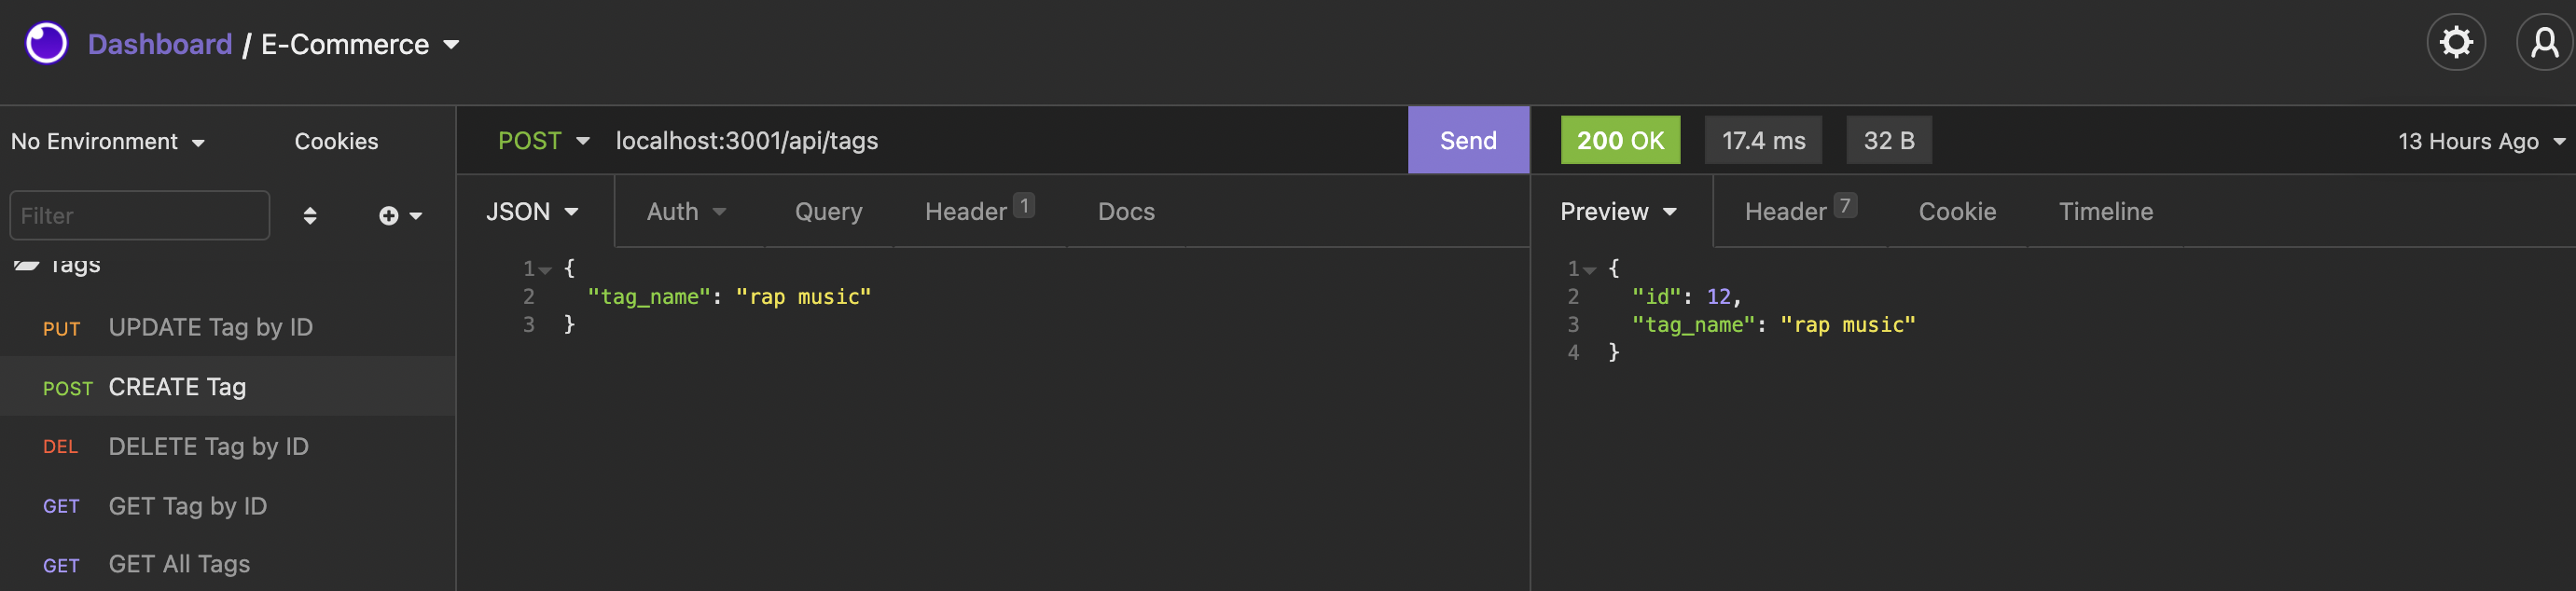 Dashboard / E-Commerce
No Environment
Cookies
Filter
Tags
PUT UPDATE Tag by ID
POST CREATE Tag
DEL DELETE Tag by ID
GET GET Tag by ID
GET GET All Tags
POST localhost:3001/api/tags Send
JSON Auth Query Header 1 Docs
1 {
2 "tag_name": "rap music"
3 }
200 OK 17.4 ms 32 B 13 Hours Ago
Preview Header 7 Cookie Timeline
1 {
2 "id": 12,
3 "tag_name": "rap music"
4 }